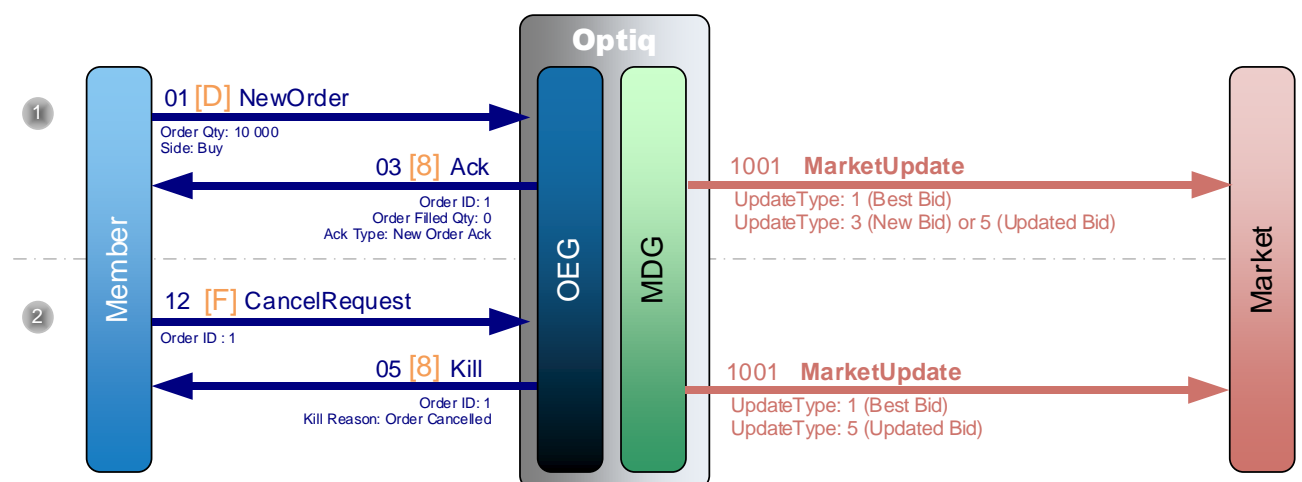 Optiq
1
01 [D] NewOrder
Order Qty: 10 000
Side: Buy
03 [8] Ack
Order ID: 1
Order Filled Qty: 0
Ack Type: New Order Ack
1001 MarketUpdate
UpdateType: 1 (Best Bid)
UpdateType: 3 (New Bid) or 5 (Updated Bid)
Member
OEG
MDG
Market
2
12 [F] CancelRequest
Order ID : 1
05 [8] Kill
Order ID: 1
Kill Reason: Order Cancelled
1001 MarketUpdate
UpdateType: 1 (Best Bid)
UpdateType: 5 (Updated Bid)